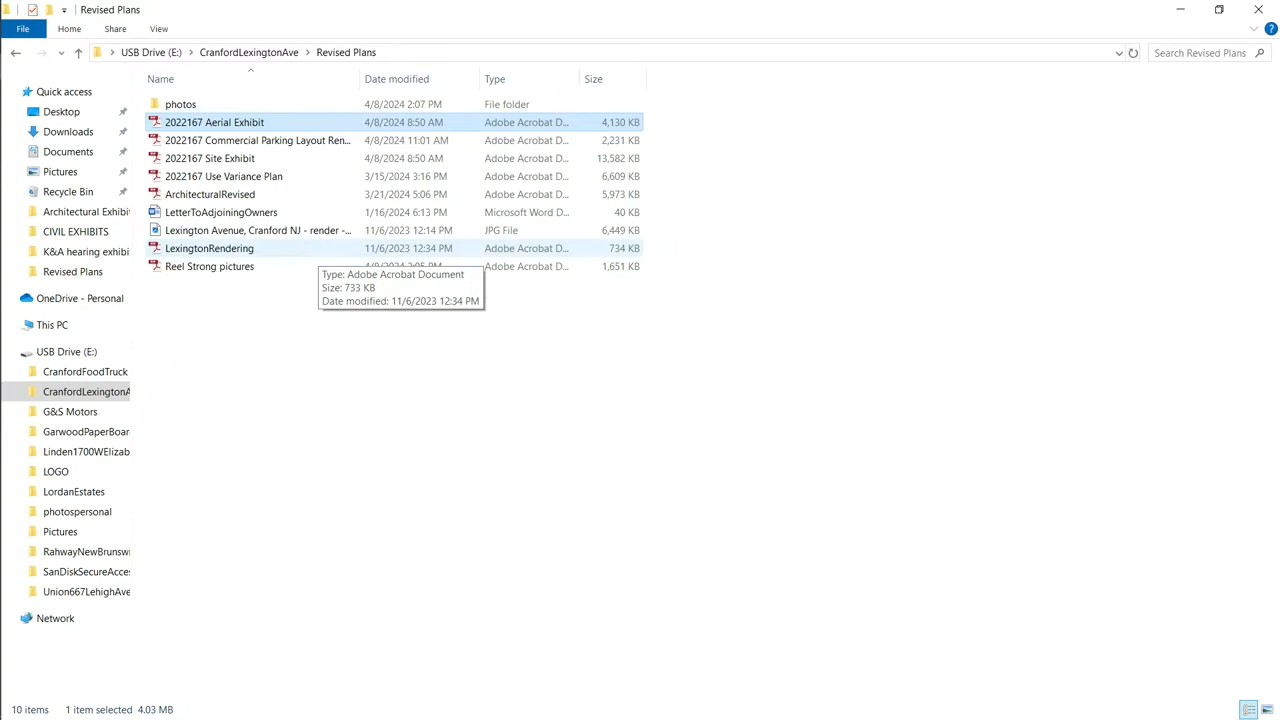 Revised Plans
File Home Share View
USB Drive (E:) CranfordLexingtonAve Revised Plans Search Revised Plans
Name Date modified Type Size
Quick access
Desktop
Downloads
Documents
Pictures
Recycle Bin
Architectural Exhibi
CIVIL EXHIBITS
K&A hearing exhibi
Revised Plans
OneDrive - Personal
This PC
USB Drive (E:)
CranfordFoodTruck
CranfordLexingtonA
G&S Motors
GarwoodPaperBoar
Linden1700WElizab
LOGO
LordanEstates
photospersonal
Pictures
RahwayNewBrunswi
SanDiskSecureAcces
Union667LehighAve
Network
photos 4/8/2024 2:07 PM File folder
2022167 Aerial Exhibit 4/8/2024 8:50 AM Adobe Acrobat D... 4,130 KB
2022167 Commercial Parking Layout Ren... 4/8/2024 11:01 AM Adobe Acrobat D... 2,231 KB
2022167 Site Exhibit 4/8/2024 8:50 AM Adobe Acrobat D... 13,582 KB
2022167 Use Variance Plan 3/15/2024 3:16 PM Adobe Acrobat D... 6,609 KB
ArchitecturalRevised 3/21/2024 5:06 PM Adobe Acrobat D... 5,973 KB
LetterToAdjoiningOwners 1/16/2024 6:13 PM Microsoft Word D... 40 KB
Lexington Avenue, Cranford NJ - render -... 11/6/2023 12:14 PM JPG File 6,449 KB
LexingtonRendering 11/6/2023 12:34 PM Adobe Acrobat D... 734 KB
Reel Strong pictures 4/8/2024 2:05 PM Adobe Acrobat D... 1,651 KB
Type: Adobe Acrobat Document
Size: 733 KB
Date modified: 11/6/2023 12:34 PM
10 items 1 item selected 4.03 MB